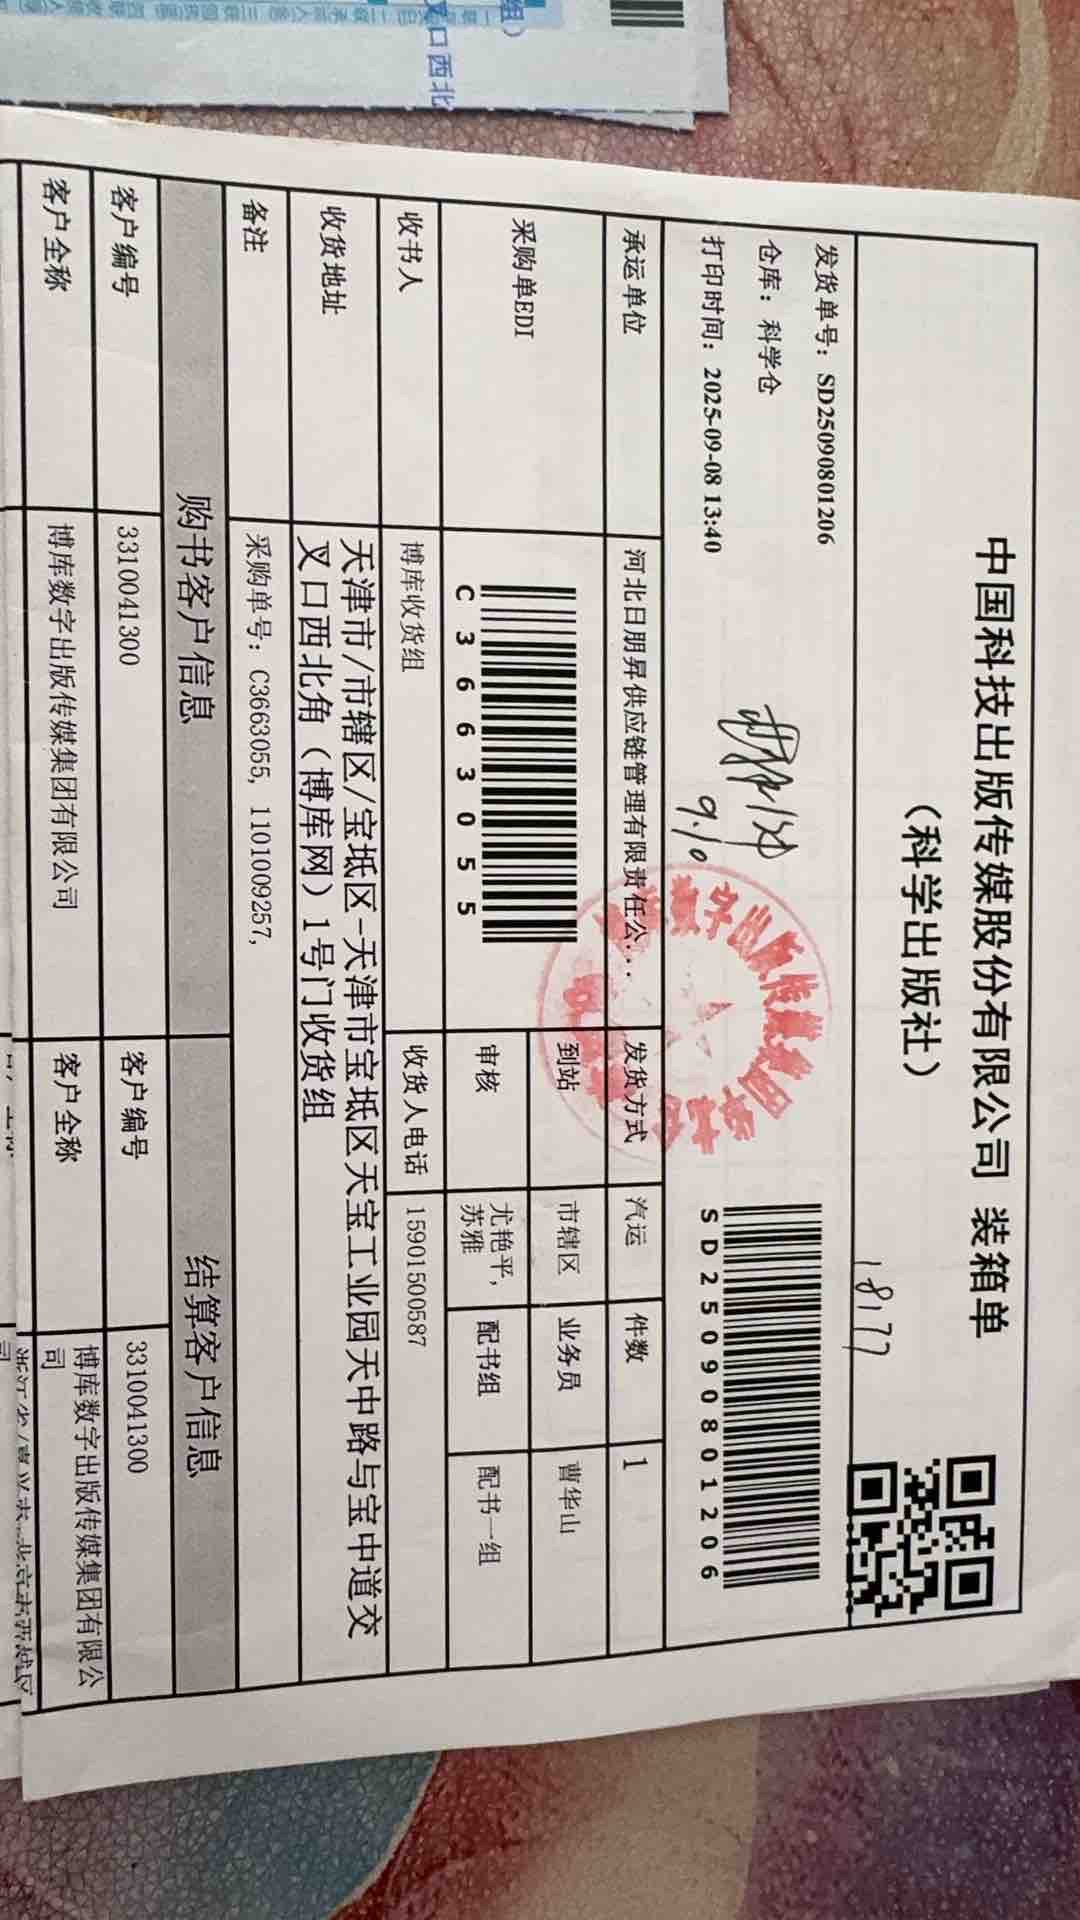 中国科技出版传媒股份有限公司 装箱单
（科学出版社）
18177
发货单号：SD2509080​1206
仓库：科学仓
打印时间：2025-09-08 13:40
9.10
SD25090801206
承运单位 河北日朋昇供应链管理有限责任公... 发货方式 汽运 件数 1
采购单EDI
C3663055
到站 市辖区 业务员 曹华山
审核 尤艳平, 苏雅 配书组 配书一组
收书人 博库收货组 收货人电话 15901500587
收货地址 天津市/市辖区/宝坻区-天津市宝坻区天宝工业园天中路与宝中道交
叉口西北角（博库网）1号门收货组
备注 采购单号：C3663055, 1101009257,
购书客户信息 结算客户信息
客户编号 3310041300 客户编号 3310041300
客户全称 博库数字出版传媒集团有限公司 客户全称 博库数字出版传媒集团有限公
司
组）
叉口西北